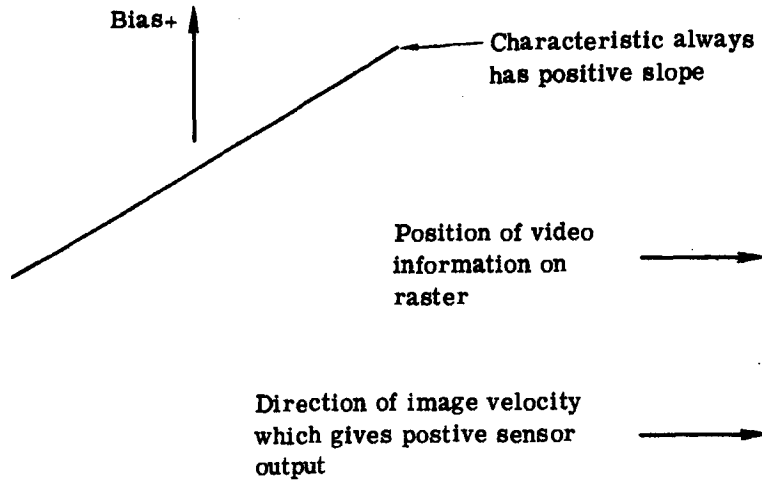 Bias+
Characteristic always
has positive slope
Position of video
information on
raster
Direction of image velocity
which gives postive sensor
output